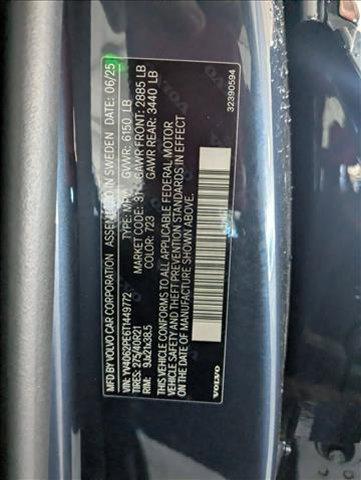 MFD BY VOLVO CAR CORPORATION ASSEMBLED IN SWEDEN DATE: 06/25
VIN: YV4062PE6T1449772 TYPE: MPV GVWR: 6150 LB
TIRES: 275/40R21 MARKET CODE: 31 GAWR FRONT: 2885 LB
RIM: 9Jx21x38.5 COLOR: 723 GAWR REAR: 3440 LB
THIS VEHICLE CONFORMS TO ALL APPLICABLE FEDERAL MOTOR
VEHICLE SAFETY AND THEFT PREVENTION STANDARDS IN EFFECT
ON THE DATE OF MANUFACTURE SHOWN ABOVE.
VOLVO
32390594